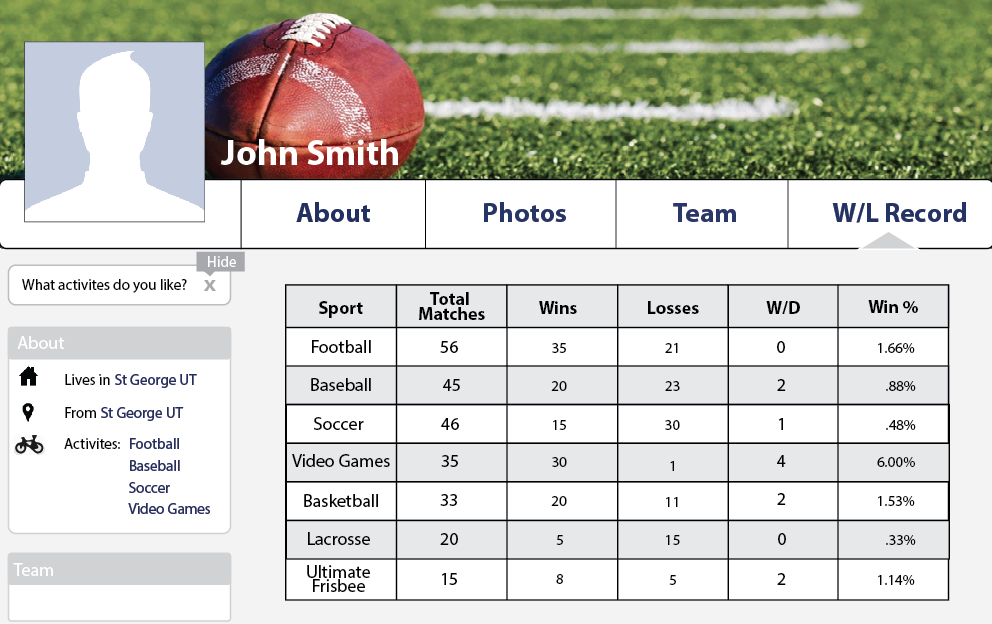 John Smith
About
Photos
Team
W/L Record
Hide
What activites do you like? X
About
Lives in St George UT
From St George UT
Activites: Football
Baseball
Soccer
Video Games
Team
Sport Total Matches Wins Losses W/D Win %
Football 56 35 21 0 1.66%
Baseball 45 20 23 2 .88%
Soccer 46 15 30 1 .48%
Video Games 35 30 1 4 6.00%
Basketball 33 20 11 2 1.53%
Lacrosse 20 5 15 0 .33%
Ultimate Frisbee 15 8 5 2 1.14%